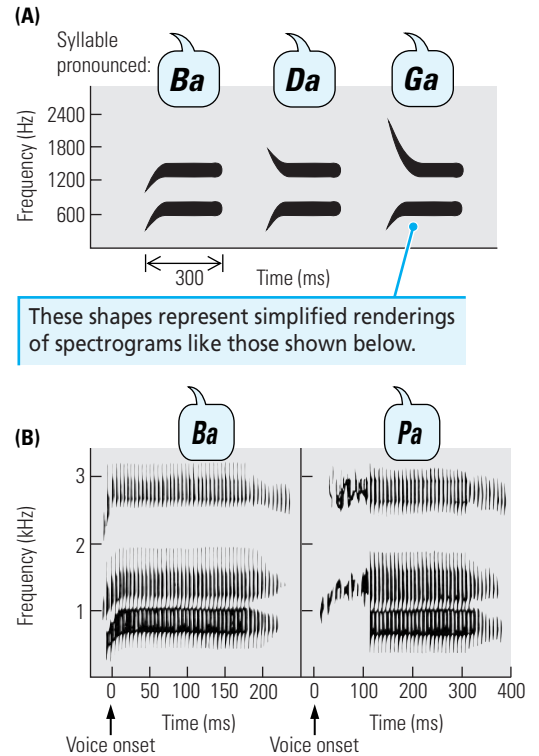 (A)
Syllable
pronounced:
Ba
Da
Ga
Frequency (Hz)
2400
1800
1200
600
300
Time (ms)
These shapes represent simplified renderings
of spectrograms like those shown below.
(B)
Ba
Pa
Frequency (kHz)
3
2
1
0 50 100 150 200
0 100 200 300 400
Time (ms)
Time (ms)
Voice onset
Voice onset